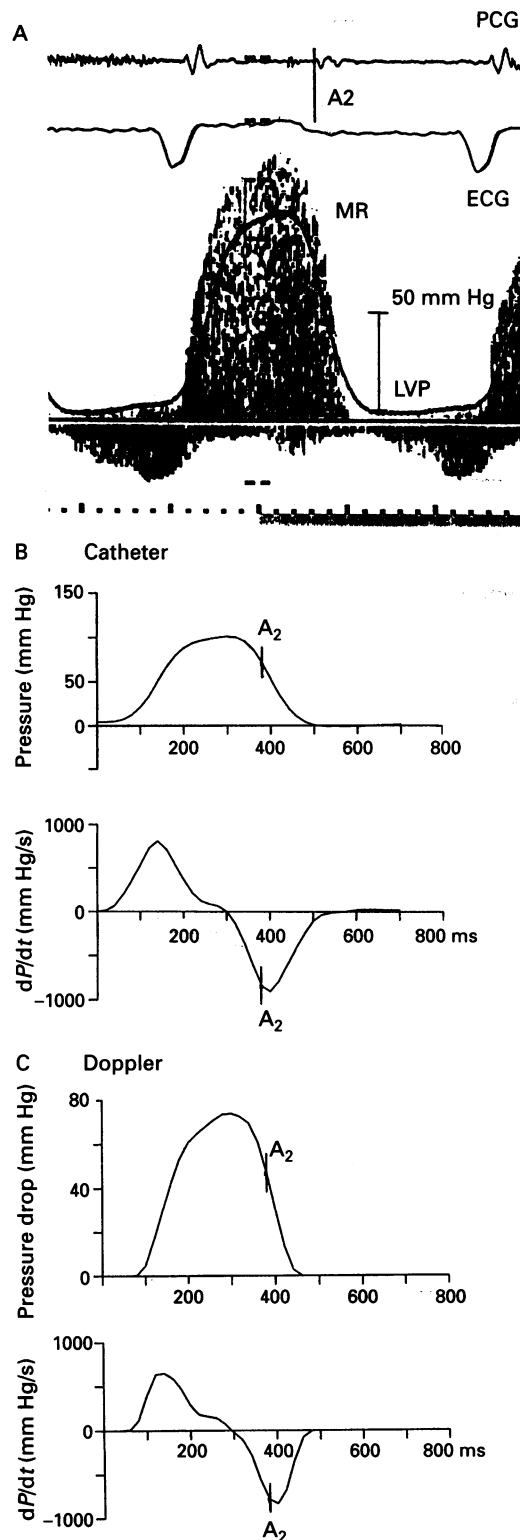 A
PCG
A2
ECG
MR
50 mm Hg
LVP
B Catheter
Pressure (mm Hg)
150
50
0
A₂
200 400 600 800
dP/dt (mm Hg/s)
1000
0
−1000
200 400 600 800 ms
A₂
C Doppler
Pressure drop (mm Hg)
80
40
0
A₂
200 400 600 800
dP/dt (mm Hg/s)
1000
0
−1000
200 400 600 800 ms
A₂